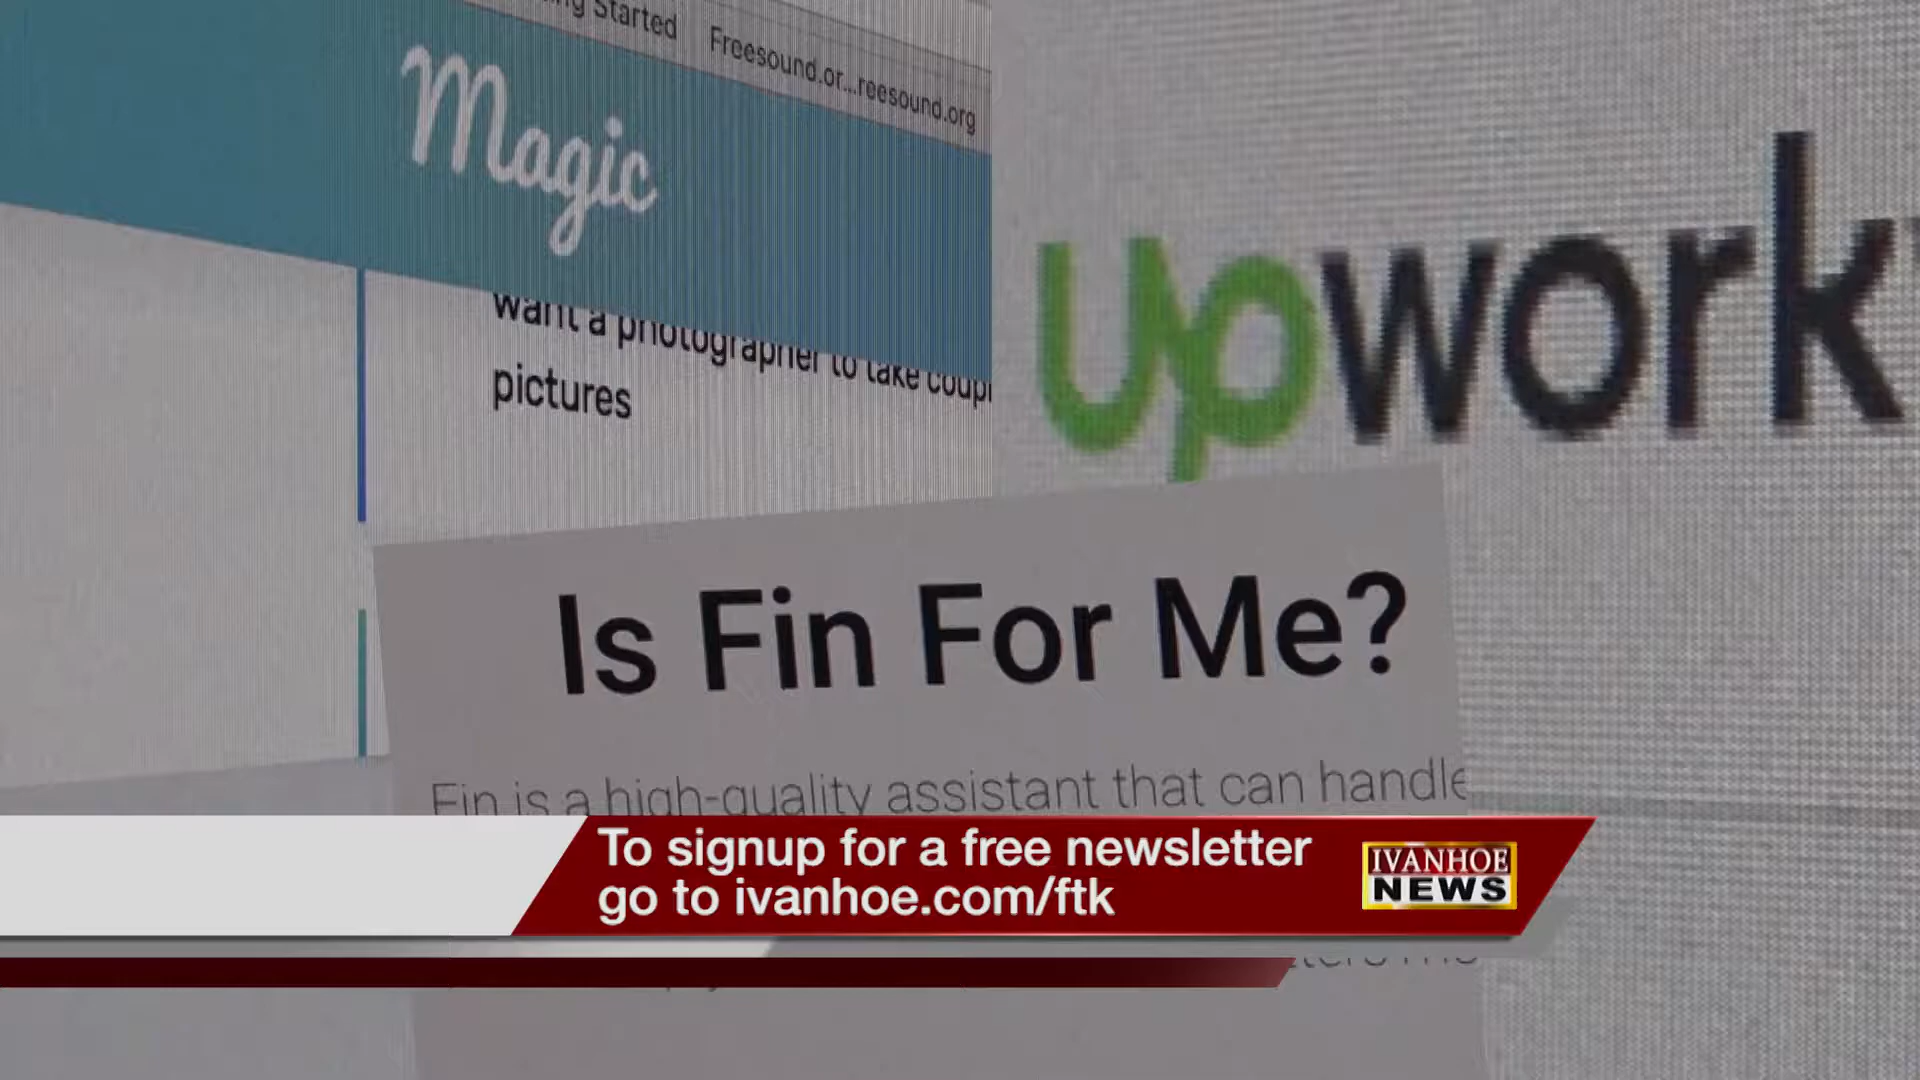 Started
Freesound.or...reesound.org
Magic
want a photographer to take
pictures
upwork
Is Fin For Me?
Fin is a high-quality assistant that can handle
To signup for a free newsletter
go to ivanhoe.com/ftk
IVANHOE
NEWS